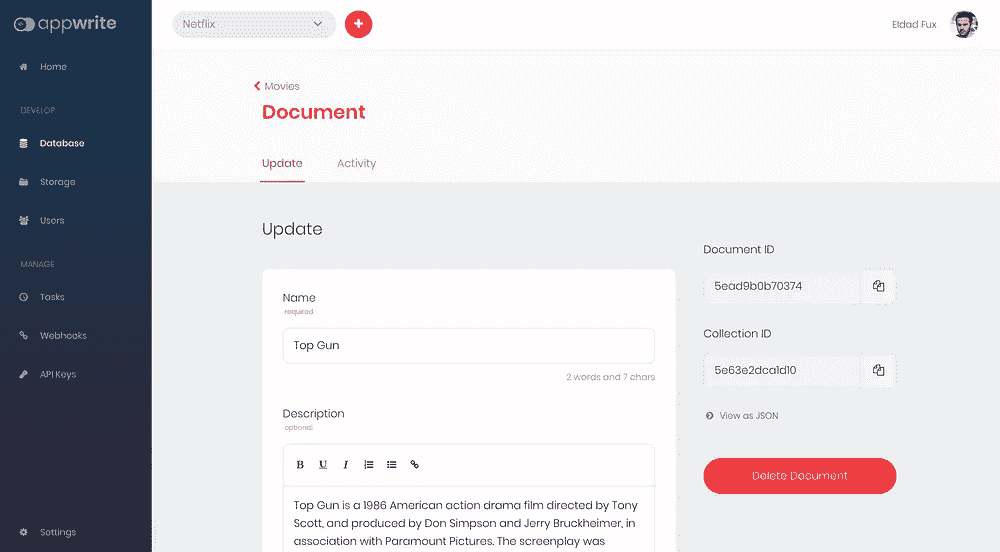 appwrite
Home
DEVELOP
Database
Storage
Users
MANAGE
Tasks
Webhooks
API Keys
Settings
Netflix
Eldad Fux
Movies
Document
Update
Activity
Update
Name
required
Top Gun
2 words and 7 chars
Description
optional
B U I
Top Gun is a 1986 American action drama film directed by Tony
Scott, and produced by Don Simpson and Jerry Bruckheimer, in
association with Paramount Pictures. The screenplay was
Document ID
5ead9b0b70374
Collection ID
5e63e2dca1d10
View as JSON
Delete Document